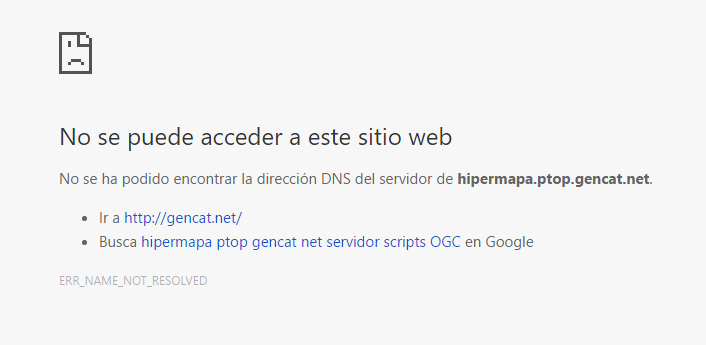 No se puede acceder a este sitio web
No se ha podido encontrar la dirección DNS del servidor de hipermapa.ptop.gencat.net.
• Ir a http://gencat.net/
• Busca hipermapa ptop gencat net servidor scripts OGC en Google
ERR_NAME_NOT_RESOLVED